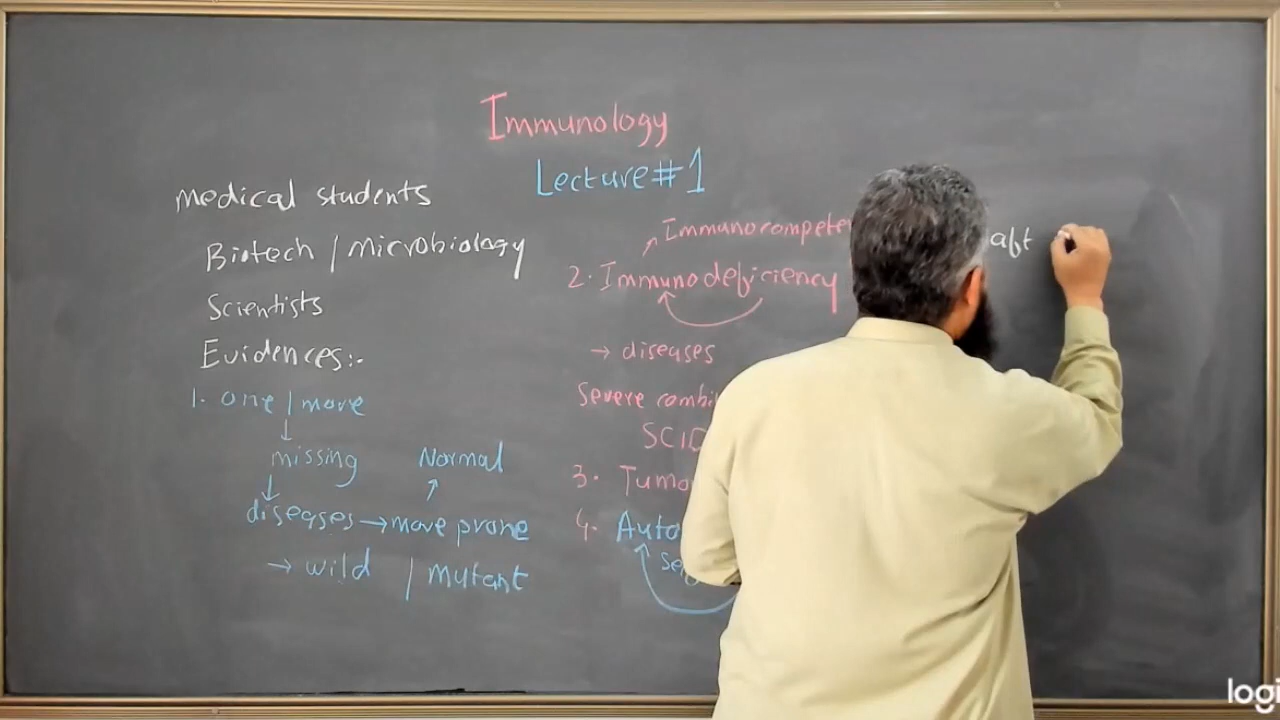 Immunology
Lecture #1
Medical students
Biotech / Microbiology
Scientists
Evidences:-
1. one / more
↓
missing
Normal
↓
↑
diseases → more prone
→ wild / mutant
Immunocompete
2. Immunodeficiency
→ diseases
Severe combi
SCID
3. Tumo
4. Auto
Se
aft
logi